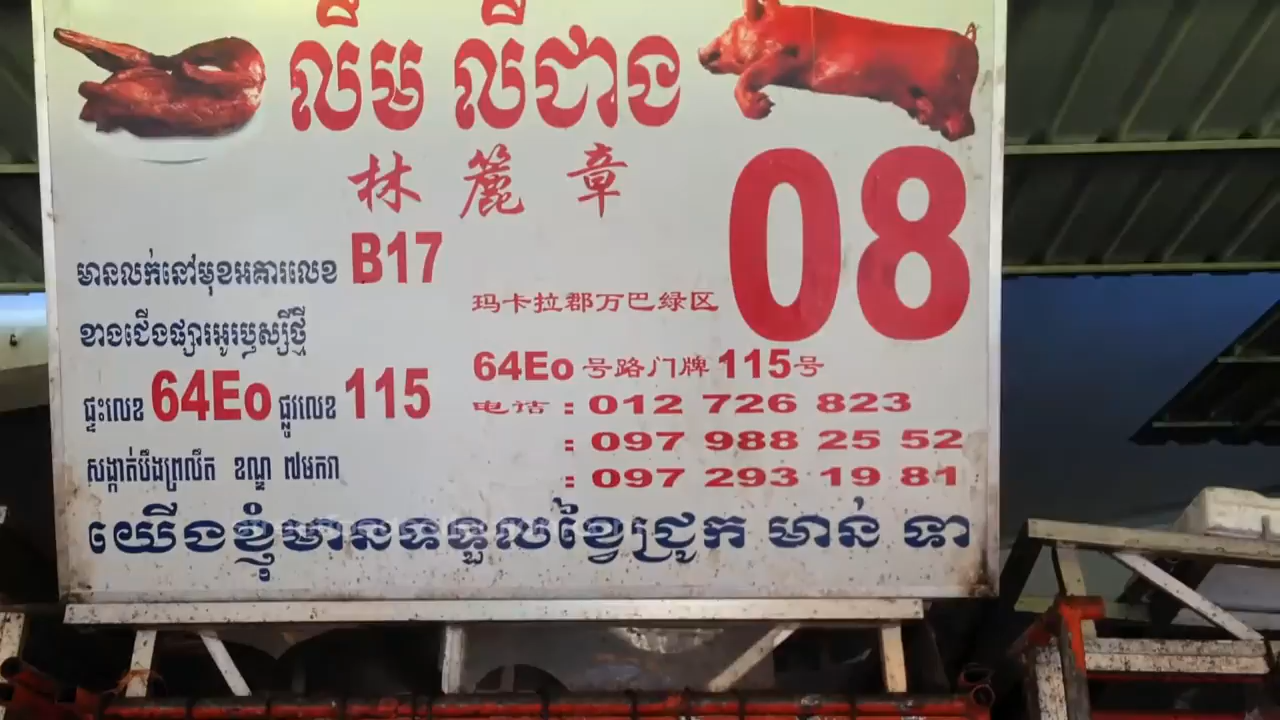 លឹម លីជាង
林 篪 章
08
មានលក់នៅមុខអគារលេខ B17
ខាងជើងផ្សារអូរឫស្សីថ្មី
玛卡拉郡万巴绿区
ផ្ទះលេខ 64Eo ផ្លូវលេខ 115
64Eo 号路门牌 115号
电话 : 012 726 823
: 097 988 25 52
: 097 293 19 81
សង្កាត់បឹងព្រលឹត ខណ្ឌ ៧មករា
យើងខ្ញុំមានទទួលខ្វៃជ្រូក មាន់ ទា